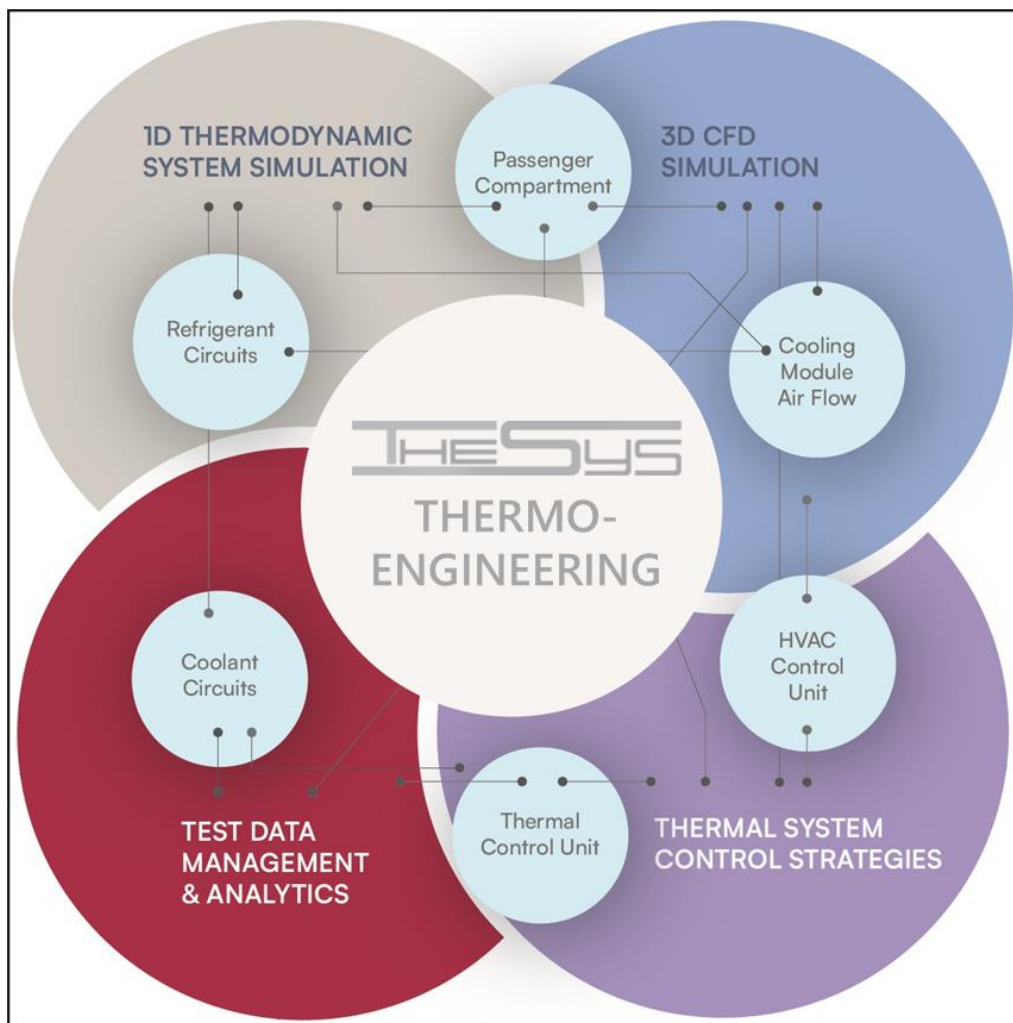 1D THERMODYNAMIC
SYSTEM SIMULATION
Passenger
Compartment
3D CFD
SIMULATION
Refrigerant
Circuits
Cooling
Module
Air Flow
THESYS
THERMO-
ENGINEERING
Coolant
Circuits
HVAC
Control
Unit
TEST DATA
MANAGEMENT
& ANALYTICS
Thermal
Control Unit
THERMAL SYSTEM
CONTROL STRATEGIES